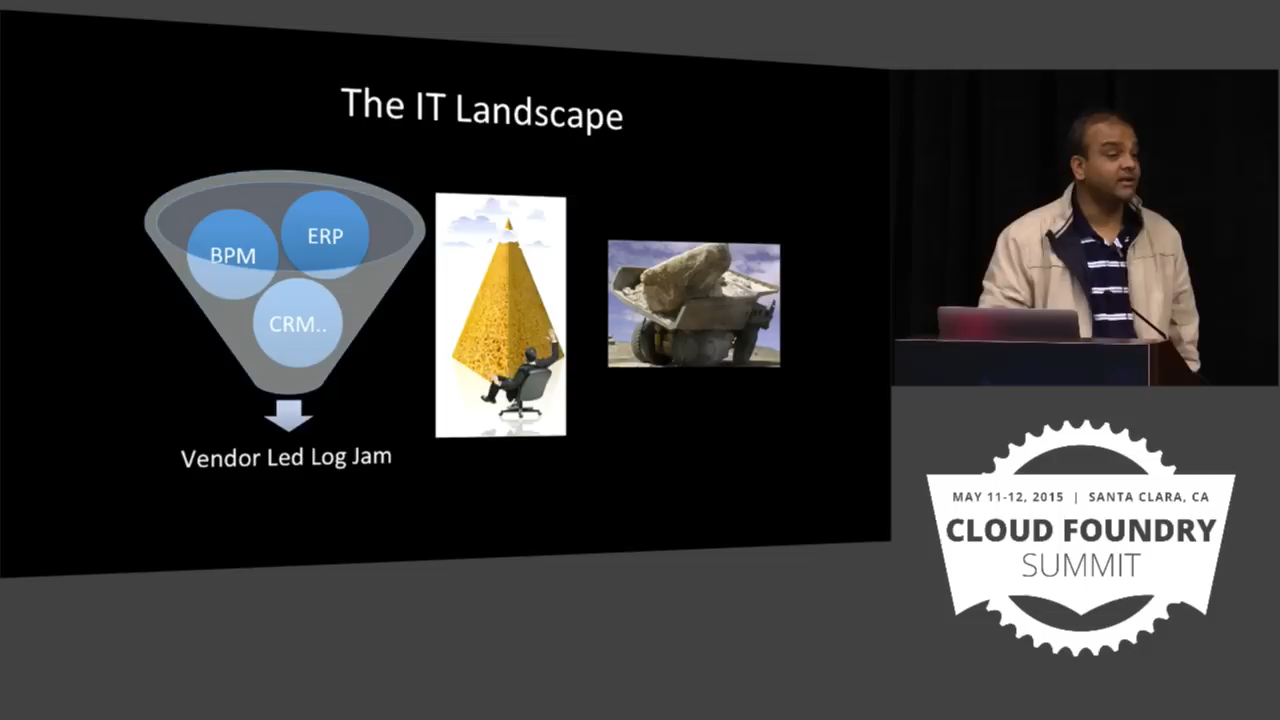 The IT Landscape
BPM
ERP
CRM..
Vendor Led Log Jam
MAY 11-12, 2015 | SANTA CLARA, CA
CLOUD FOUNDRY
SUMMIT